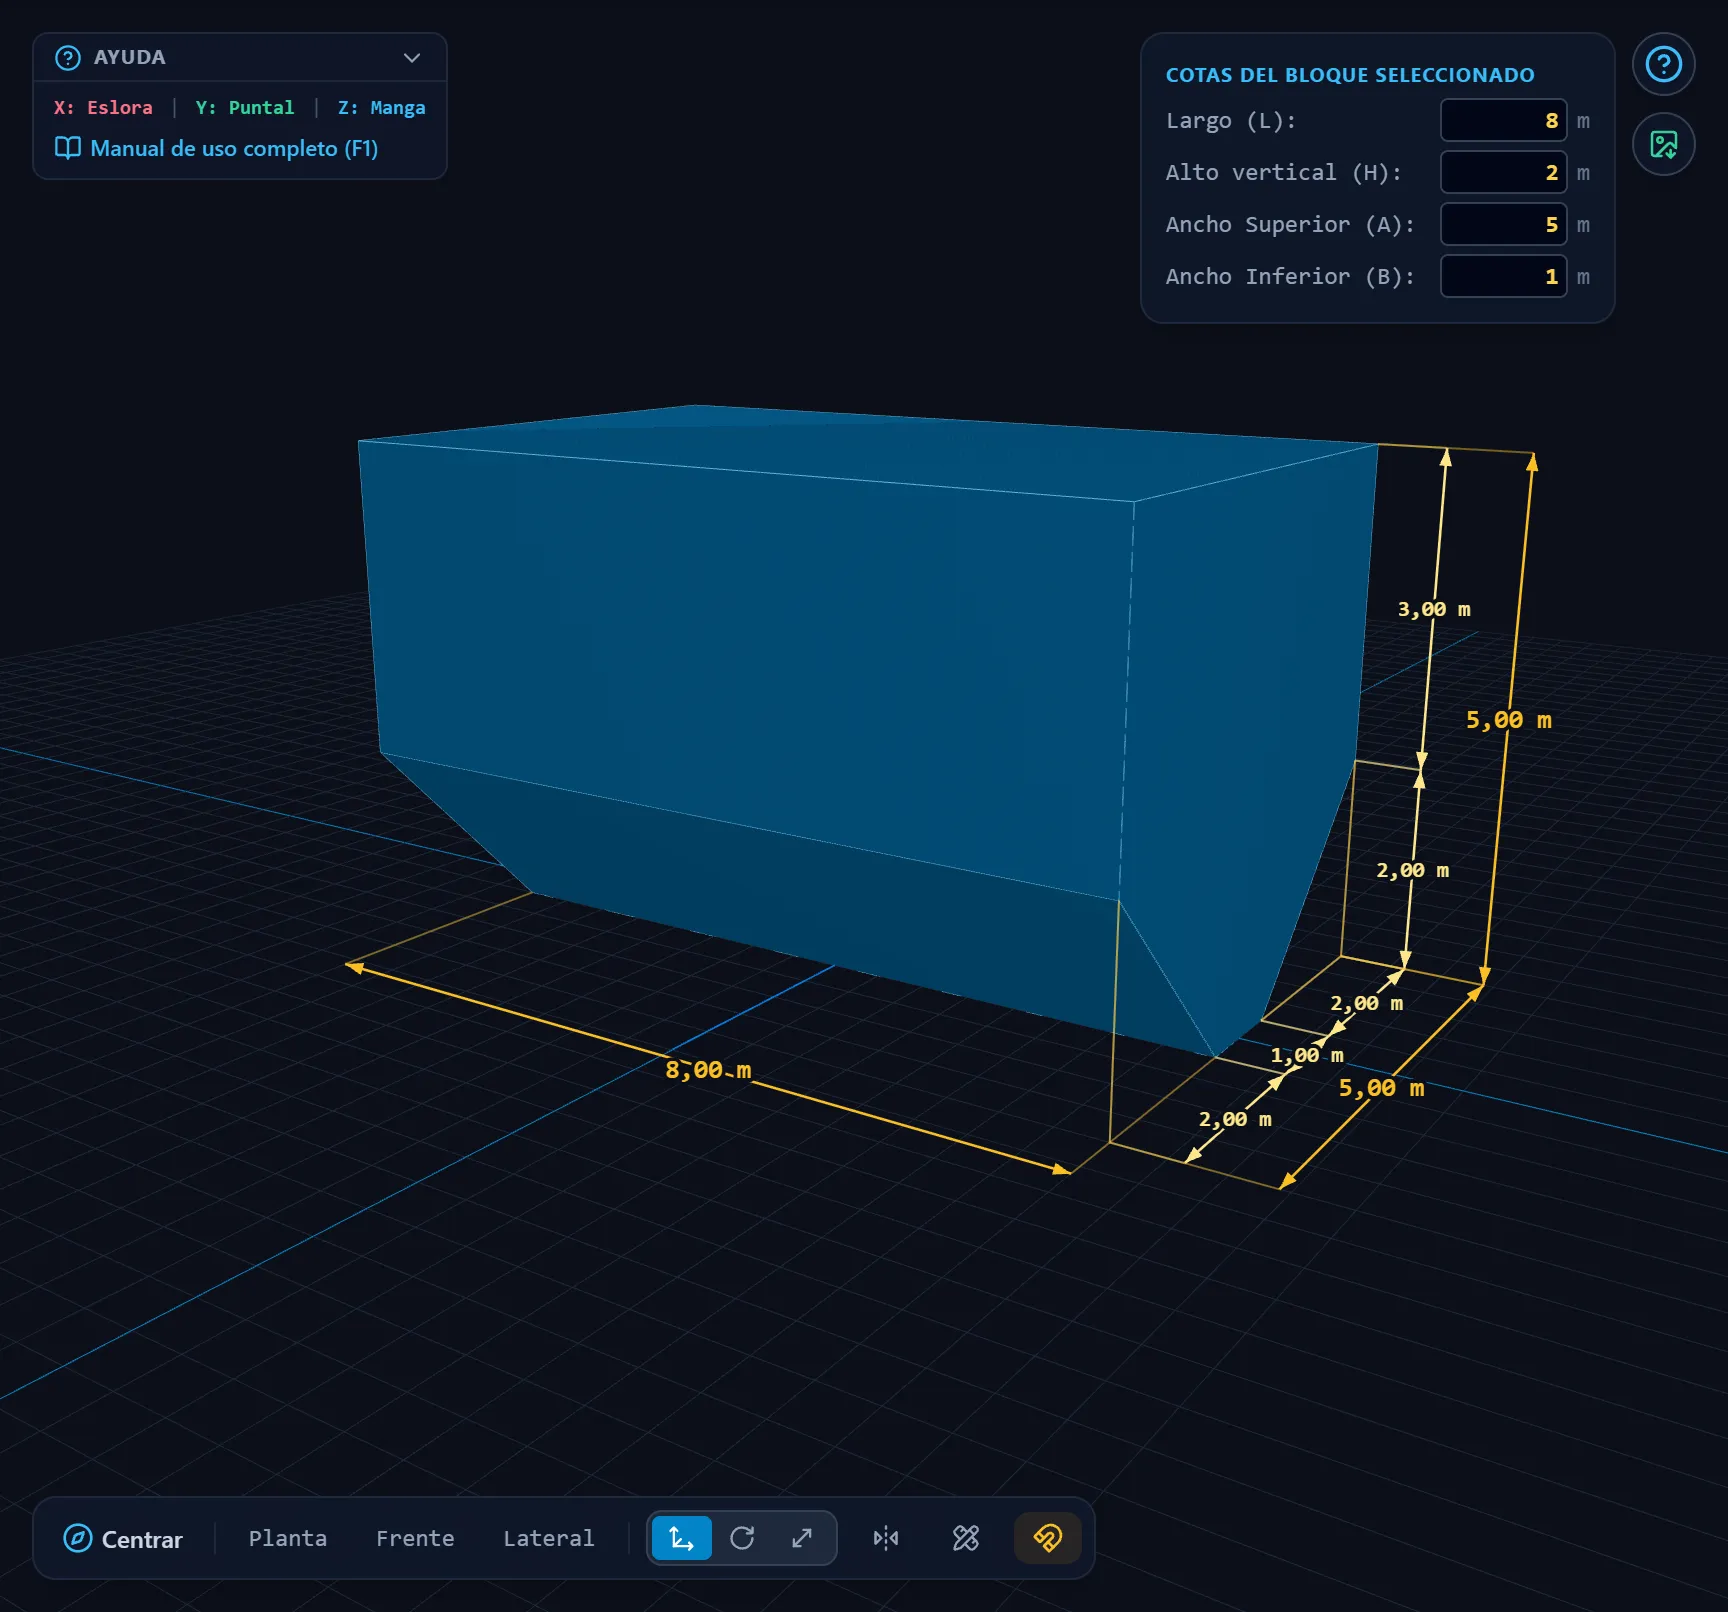 AYUDA
X: Eslora | Y: Puntal | Z: Manga
Manual de uso completo (F1)
COTAS DEL BLOQUE SELECCIONADO
Largo (L): 8 m
Alto vertical (H): 2 m
Ancho Superior (A): 5 m
Ancho Inferior (B): 1 m
3,00 m
5,00 m
2,00 m
2,00 m
1,00 m
8,00 m
5,00 m
2,00 m
Centrar Planta Frente Lateral